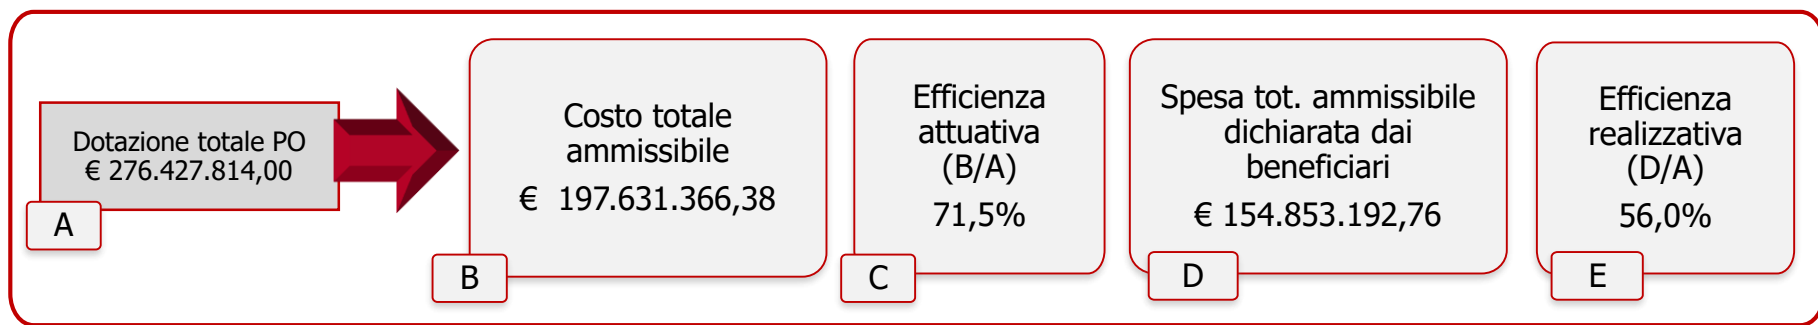 Dotazione totale PO
€ 276.427.814,00
A
Costo totale
ammissibile
€ 197.631.366,38
B
Efficienza
attuativa
(B/A)
71,5%
C
Spesa tot. ammissibile
dichiarata dai
beneficiari
€ 154.853.192,76
D
Efficienza
realizzativa
(D/A)
56,0%
E